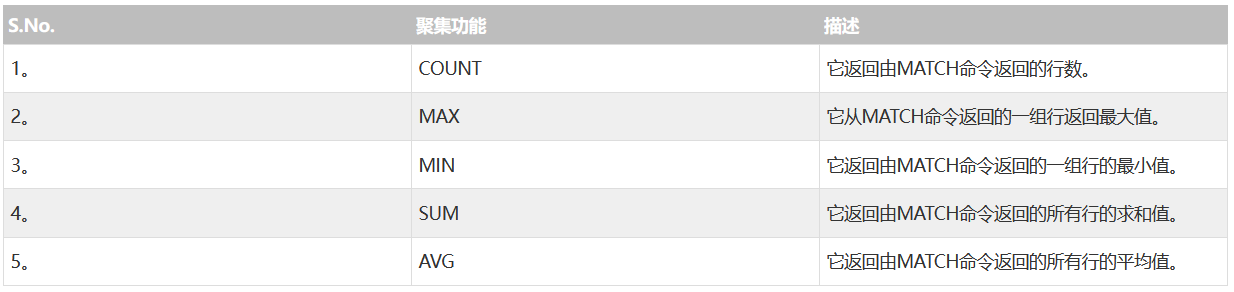 S.No. 聚集功能 描述
1。 COUNT 它返回由MATCH命令返回的行数。
2。 MAX 它从MATCH命令返回的一组行返回最大值。
3。 MIN 它返回由MATCH命令返回的一组行的最小值。
4。 SUM 它返回由MATCH命令返回的所有行的求和值。
5。 AVG 它返回由MATCH命令返回的所有行的平均值。